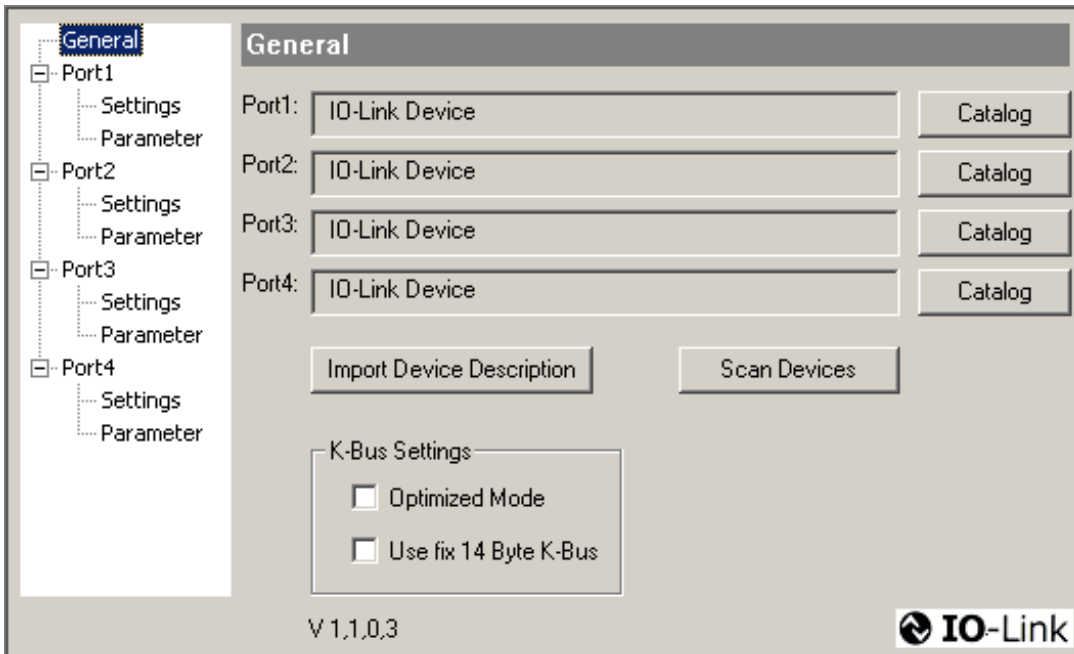 General
Port1
Settings
Parameter
Port2
Settings
Parameter
Port3
Settings
Parameter
Port4
Settings
Parameter
General
Port1: IO-Link Device Catalog
Port2: IO-Link Device Catalog
Port3: IO-Link Device Catalog
Port4: IO-Link Device Catalog
Import Device Description Scan Devices
K-Bus Settings
Optimized Mode
Use fix 14 Byte K-Bus
V 1,1,0,3
IO-Link